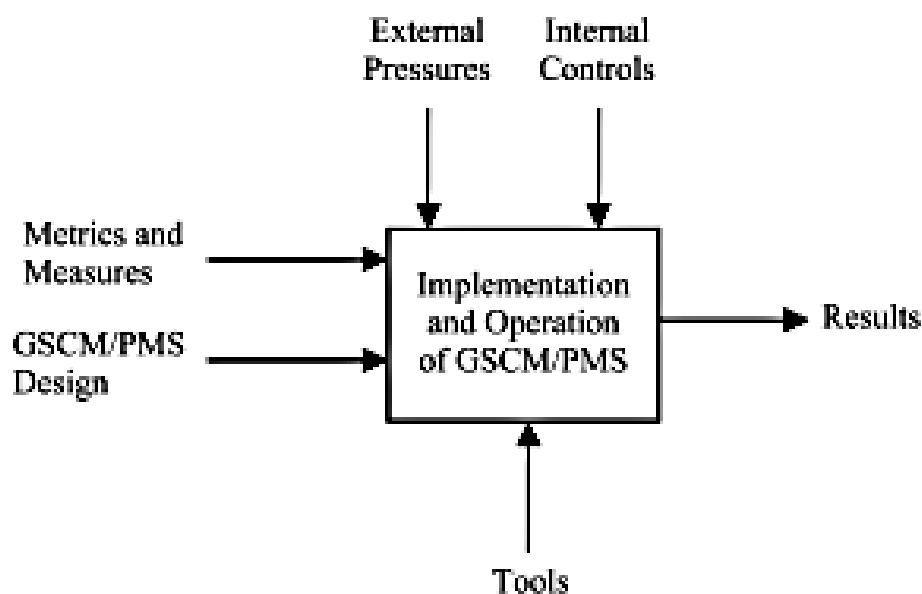 External
Pressures
Internal
Controls
Metrics and
Measures
GSCM/PMS
Design
Implementation
and Operation
of GSCM/PMS
Results
Tools